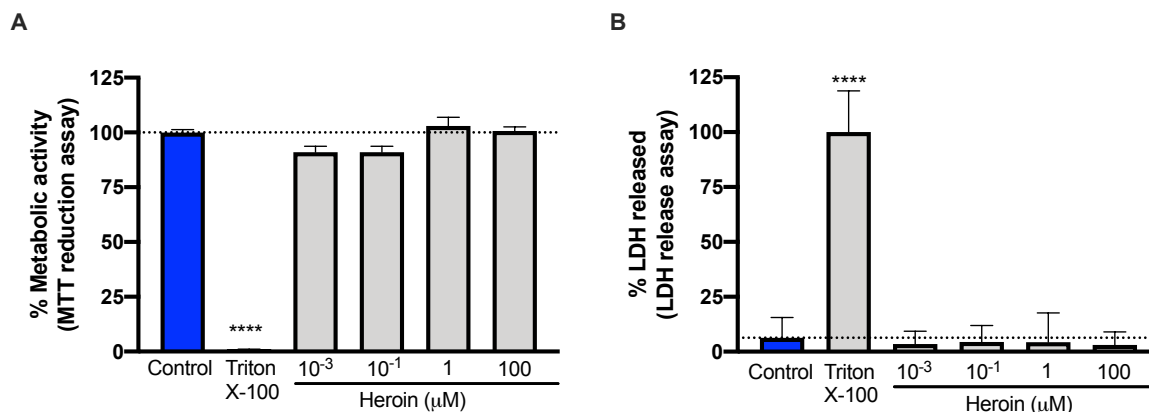 A
% Metabolic activity
(MTT reduction assay)
125
100
75
50
25
0
****
Control
Triton
X-100
10-3
10-1
1
100
Heroin (μM)
B
% LDH released
(LDH release assay)
125
100
75
50
25
0
****
Control
Triton
X-100
10-3
10-1
1
100
Heroin (μM)